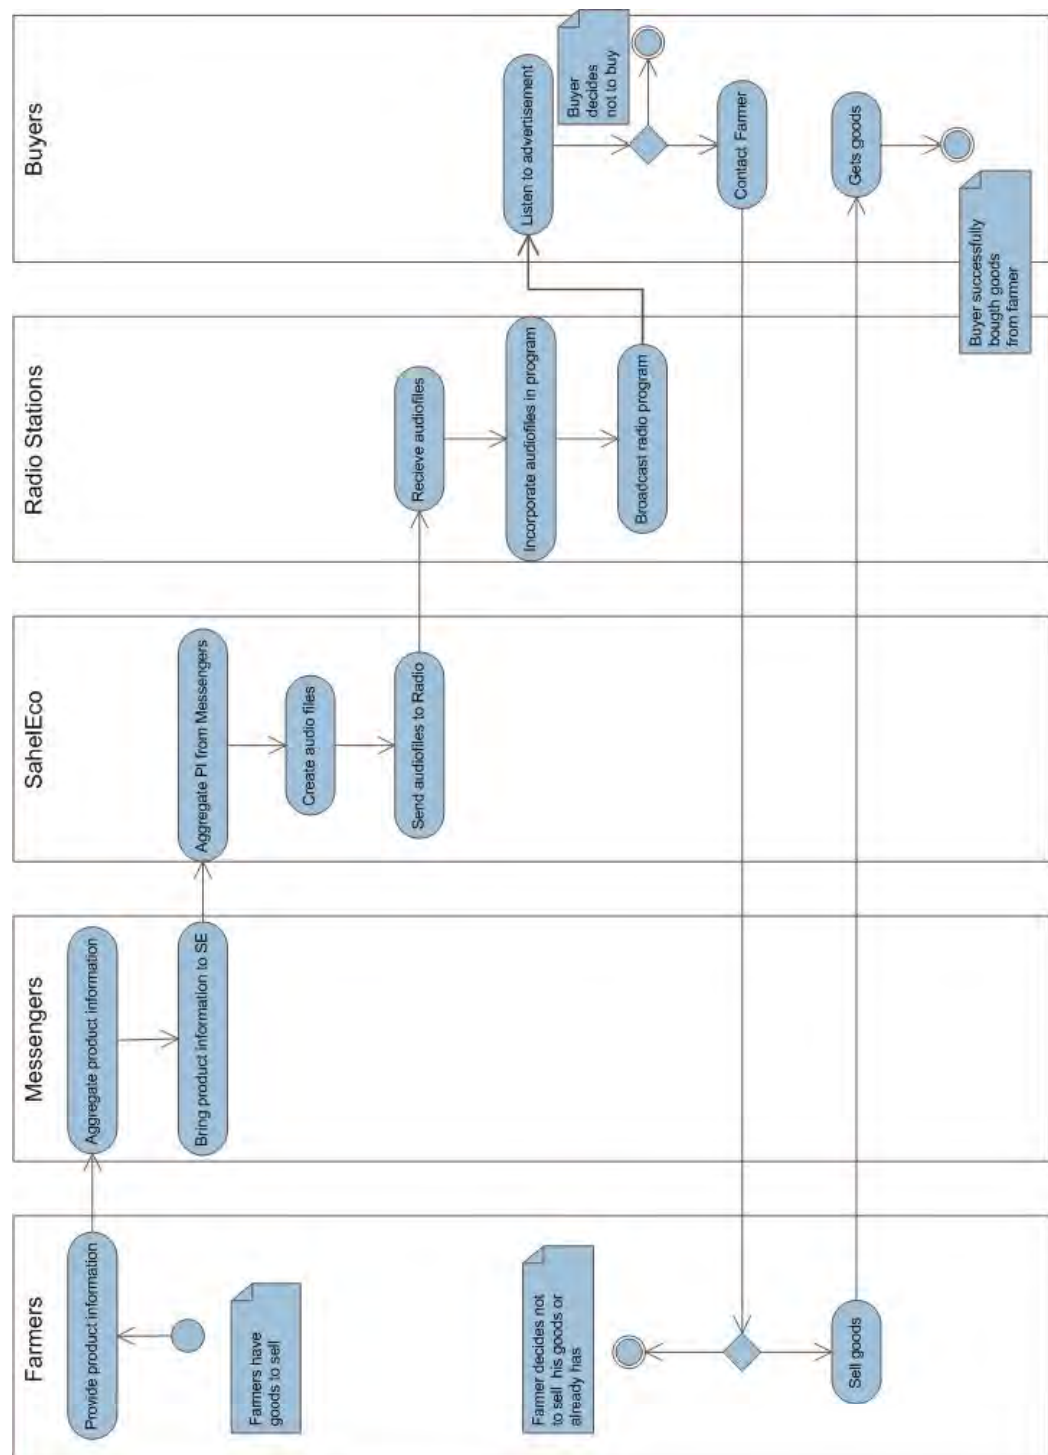 Farmers
Provide product information
Farmers have
goods to sell
Farmer decides not
to sell his goods or
already has
Sell goods
Messengers
Aggregate product information
Bring product information to SE
SahelEco
Aggregate PI from Messengers
Create audio files
Send audiofiles to Radio
Radio Stations
Recieve audiofiles
Incorporate audiofiles in program
Broadcast radio program
Buyers
Listen to advertisement
Buyer
decides
not to buy
Contact Farmer
Gets goods
Buyer successfully
bougth goods
from farmer